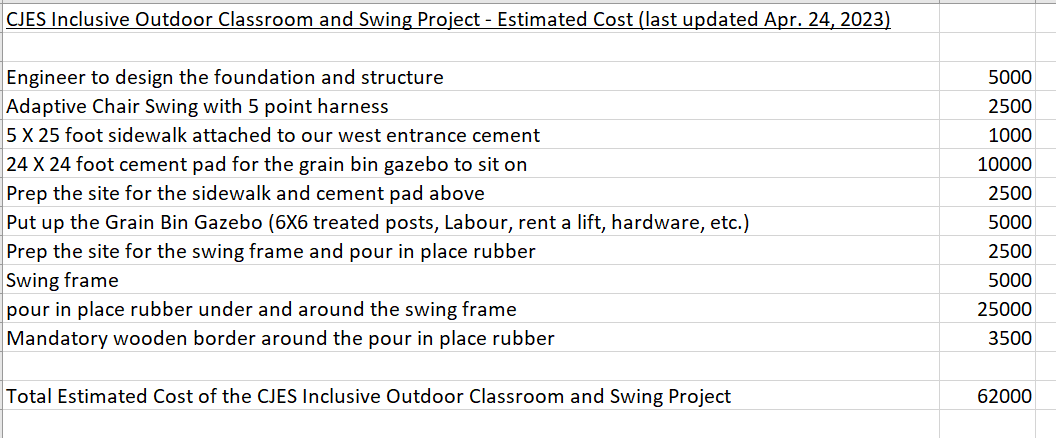 CJES Inclusive Outdoor Classroom and Swing Project - Estimated Cost (last updated Apr. 24, 2023)
Engineer to design the foundation and structure 5000
Adaptive Chair Swing with 5 point harness 2500
5 X 25 foot sidewalk attached to our west entrance cement 1000
24 X 24 foot cement pad for the grain bin gazebo to sit on 10000
Prep the site for the sidewalk and cement pad above 2500
Put up the Grain Bin Gazebo (6X6 treated posts, Labour, rent a lift, hardware, etc.) 5000
Prep the site for the swing frame and pour in place rubber 2500
Swing frame 5000
pour in place rubber under and around the swing frame 25000
Mandatory wooden border around the pour in place rubber 3500
Total Estimated Cost of the CJES Inclusive Outdoor Classroom and Swing Project 62000